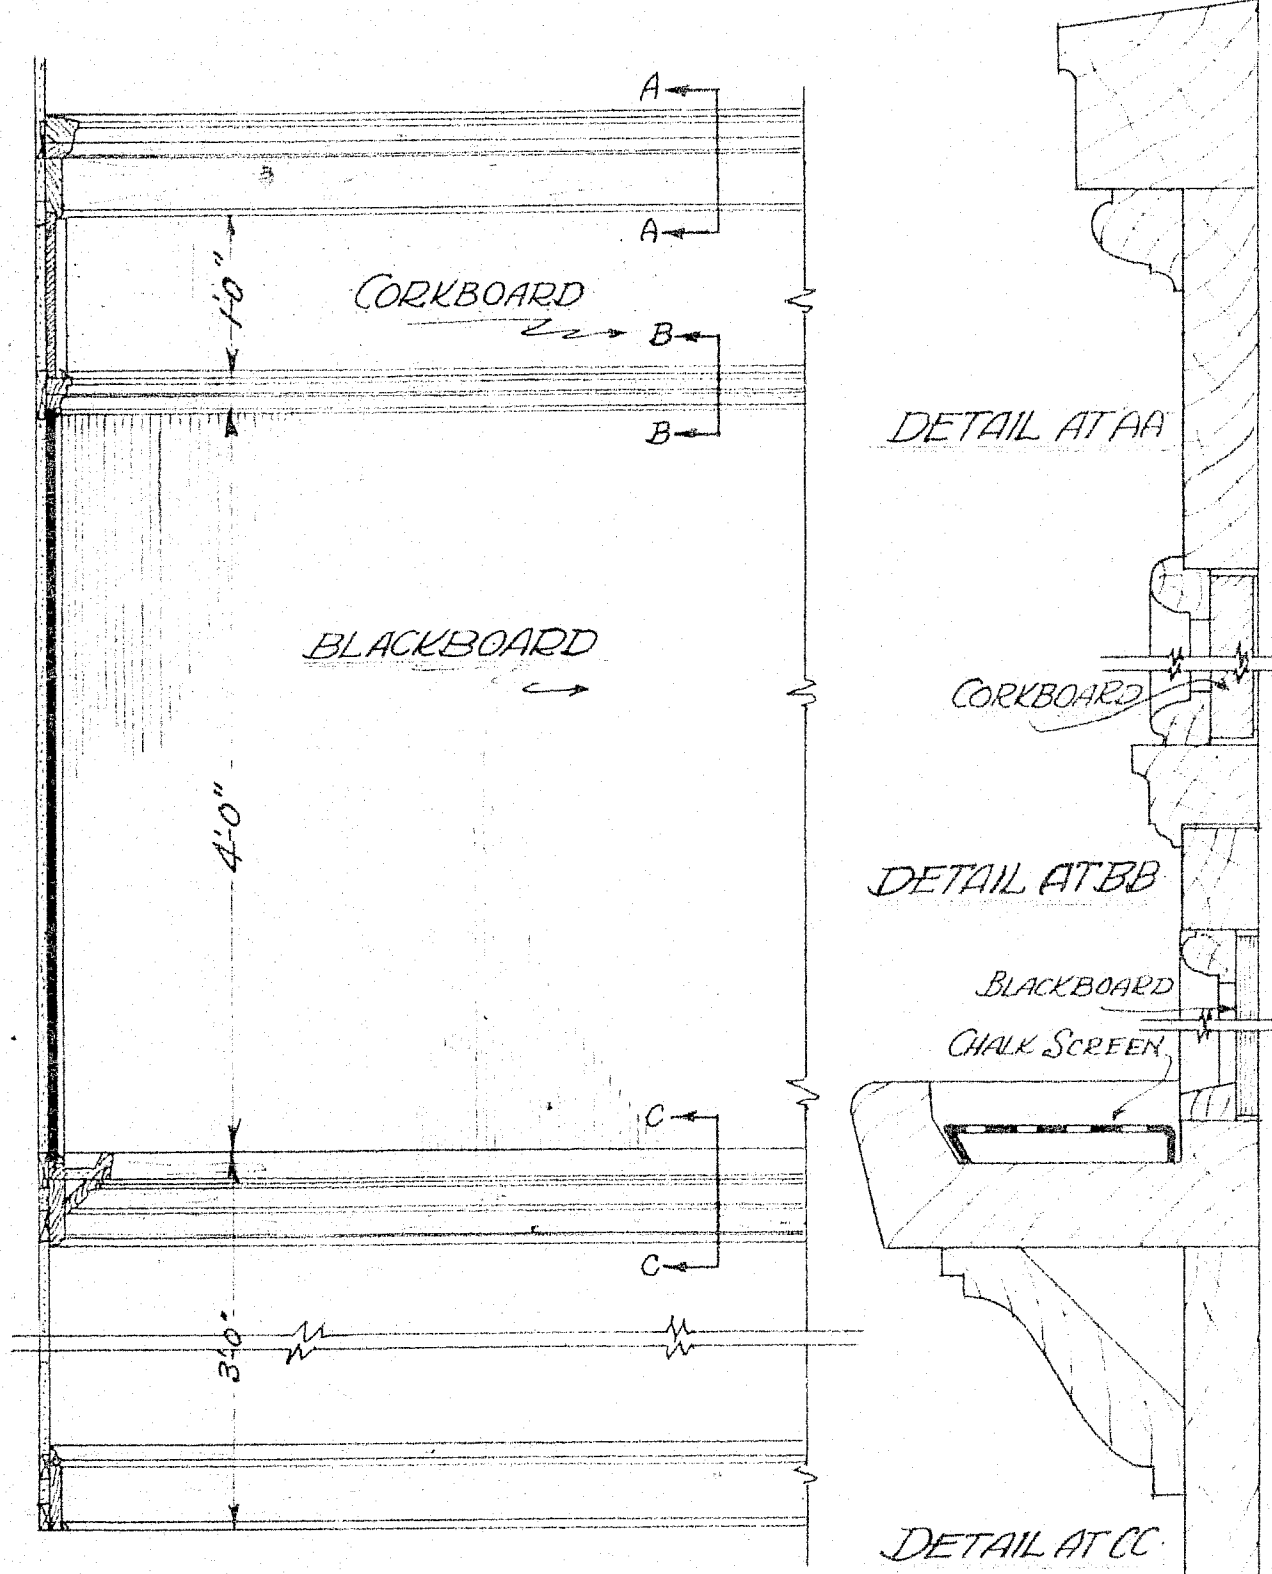 A
A
1'-0"
CORKBOARD
B
B
BLACKBOARD
4'-0"
C
C
3'-0"
DETAIL AT AA
CORKBOARD
DETAIL AT BB
BLACKBOARD
CHALK SCREEN
DETAIL AT CC.